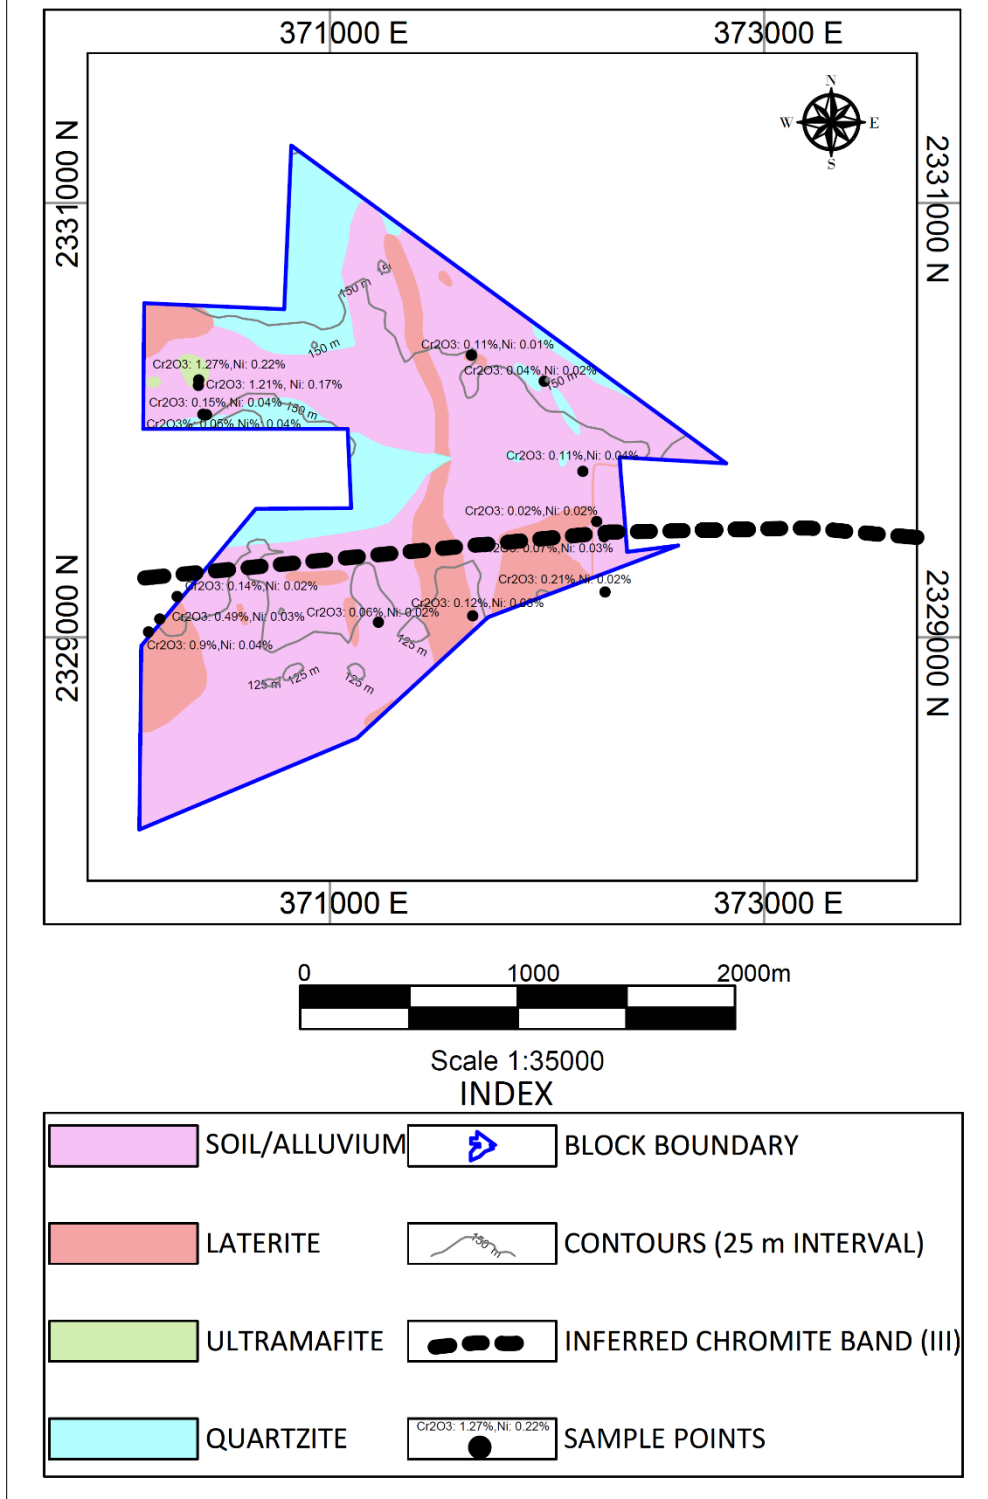 371000 E 373000 E
N
W E
S
2331000 N
2331000 N
150 m
150 m
Cr2O3: 0.11%,Ni: 0.01%
Cr2O3: 1.27%,Ni: 0.22%
Cr2O3: 0.04%,Ni: 0.02%
150 m
Cr2O3: 1.21%, Ni: 0.17%
Cr2O3: 0.15%,Ni: 0.04%
150 m
Cr2O3%: 0.05%,Ni%: 0.04%
Cr2O3: 0.11%,Ni: 0.04%
Cr2O3: 0.02%,Ni: 0.02%
Cr2O3: 0.07%,Ni: 0.03%
2329000 N
2329000 N
Cr2O3: 0.21%,Ni: 0.02%
Cr2O3: 0.14%,Ni: 0.02%
Cr2O3: 0.12%,Ni: 0.06%
Cr2O3: 0.06%,Ni: 0.02%
Cr2O3: 0.49%,Ni: 0.03%
Cr2O3: 0.9%,Ni: 0.04%
125 m
125 m
125 m
125 m
371000 E 373000 E
0 1000 2000m
Scale 1:35000
INDEX
SOIL/ALLUVIUM BLOCK BOUNDARY
LATERITE 150 m CONTOURS (25 m INTERVAL)
ULTRAMAFITE INFERRED CHROMITE BAND (III)
Cr2O3: 1.27%,Ni: 0.22%
QUARTZITE SAMPLE POINTS